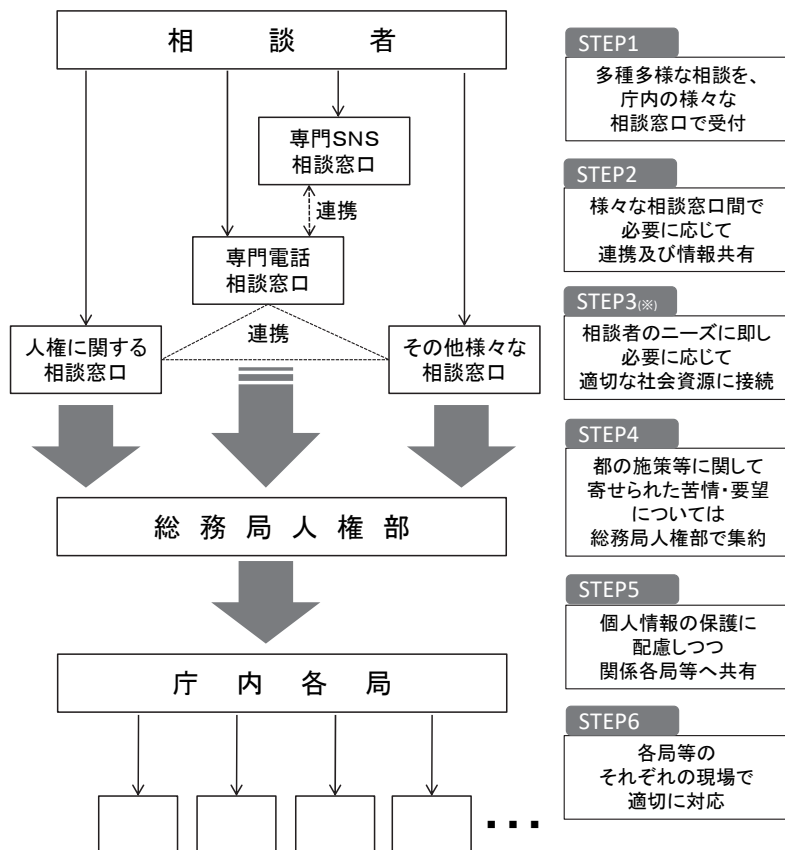 相談者
専門SNS
相談窓口
連携
専門電話
相談窓口
連携
人権に関する
相談窓口
その他様々な
相談窓口
総務局人権部
庁内各局
・・・
STEP1
多種多様な相談を、
庁内の様々な
相談窓口で受付
STEP2
様々な相談窓口間で
必要に応じて
連携及び情報共有
STEP3(※)
相談者のニーズに即し
必要に応じて
適切な社会資源に接続
STEP4
都の施策等に関して
寄せられた苦情・要望
については
総務局人権部で集約
STEP5
個人情報の保護に
配慮しつつ
関係各局等へ共有
STEP6
各局等の
それぞれの現場で
適切に対応